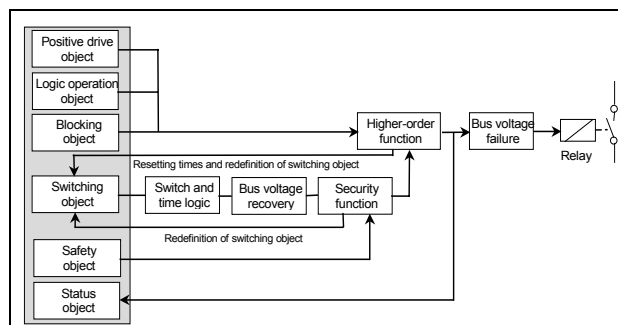 Positive drive
object
Logic operation
object
Blocking
object
Higher-order
function
Bus voltage
failure
Relay
Resetting times and redefinition of switching object
Switching
object
Switch and
time logic
Bus voltage
recovery
Security
function
Redefinition of switching object
Safety
object
Status
object